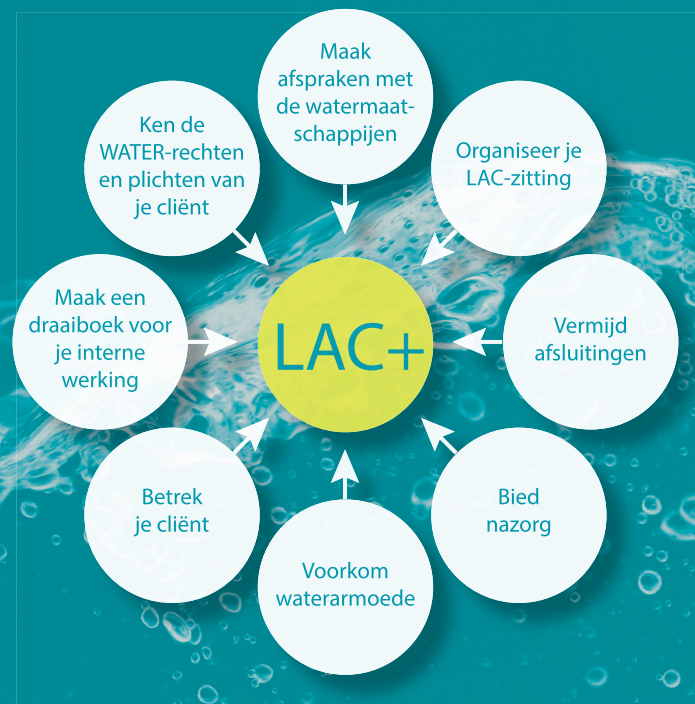 Maak
afspraken met
de watermaat-
schappijen
Organiseer je
LAC-zitting
Vermijd
afsluitingen
Bied
nazorg
Voorkom
waterarmoede
Betrek
je cliënt
Maak een
draaiboek voor
je interne
werking
Ken de
WATER-rechten
en plichten van
je cliënt
LAC+